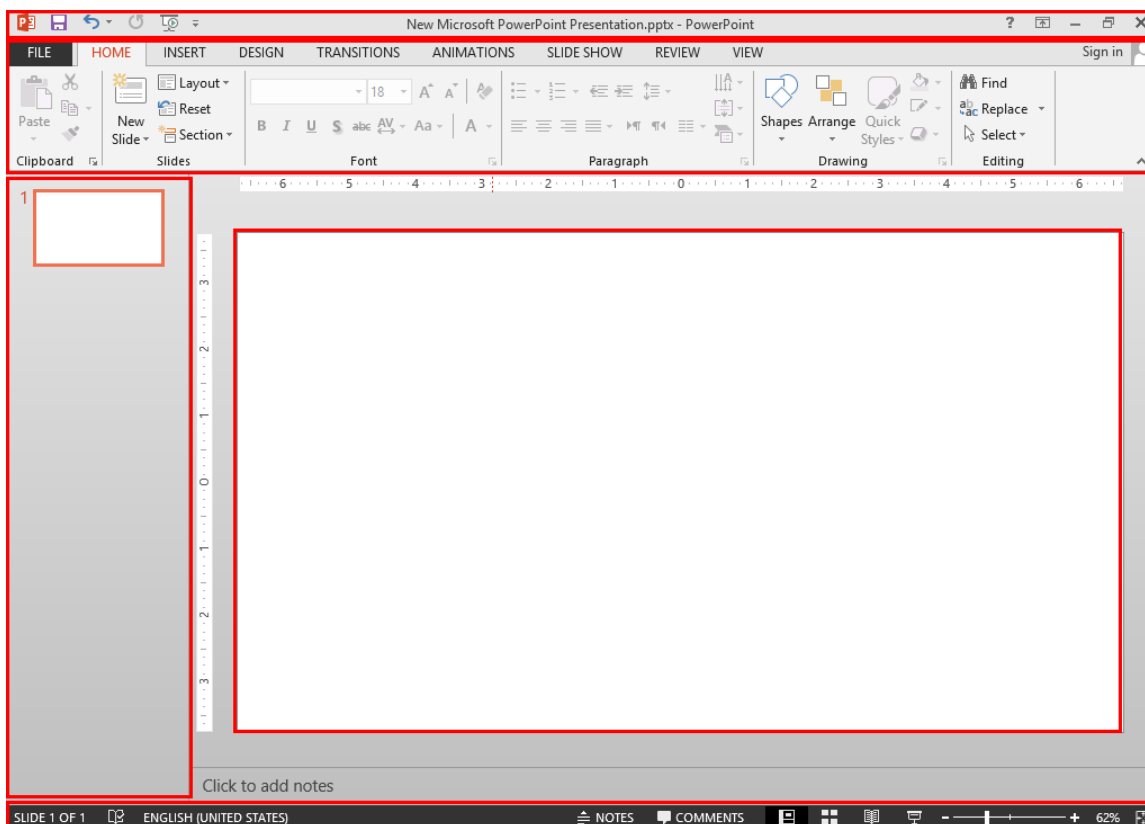 New Microsoft PowerPoint Presentation.pptx - PowerPoint ?
FILE HOME INSERT DESIGN TRANSITIONS ANIMATIONS SLIDE SHOW REVIEW VIEW Sign in
Paste
New Slide
Layout
Reset
Section
18 A A
B I U S abc AV Aa A
Shapes Arrange Quick Styles
Find
Replace
Select
Clipboard Slides Font Paragraph Drawing Editing
6 5 4 3 2 1 0 1 2 3 4 5 6
1
3
2
1
0
1
2
3
Click to add notes
SLIDE 1 OF 1 ENGLISH (UNITED STATES) NOTES COMMENTS - + 62%